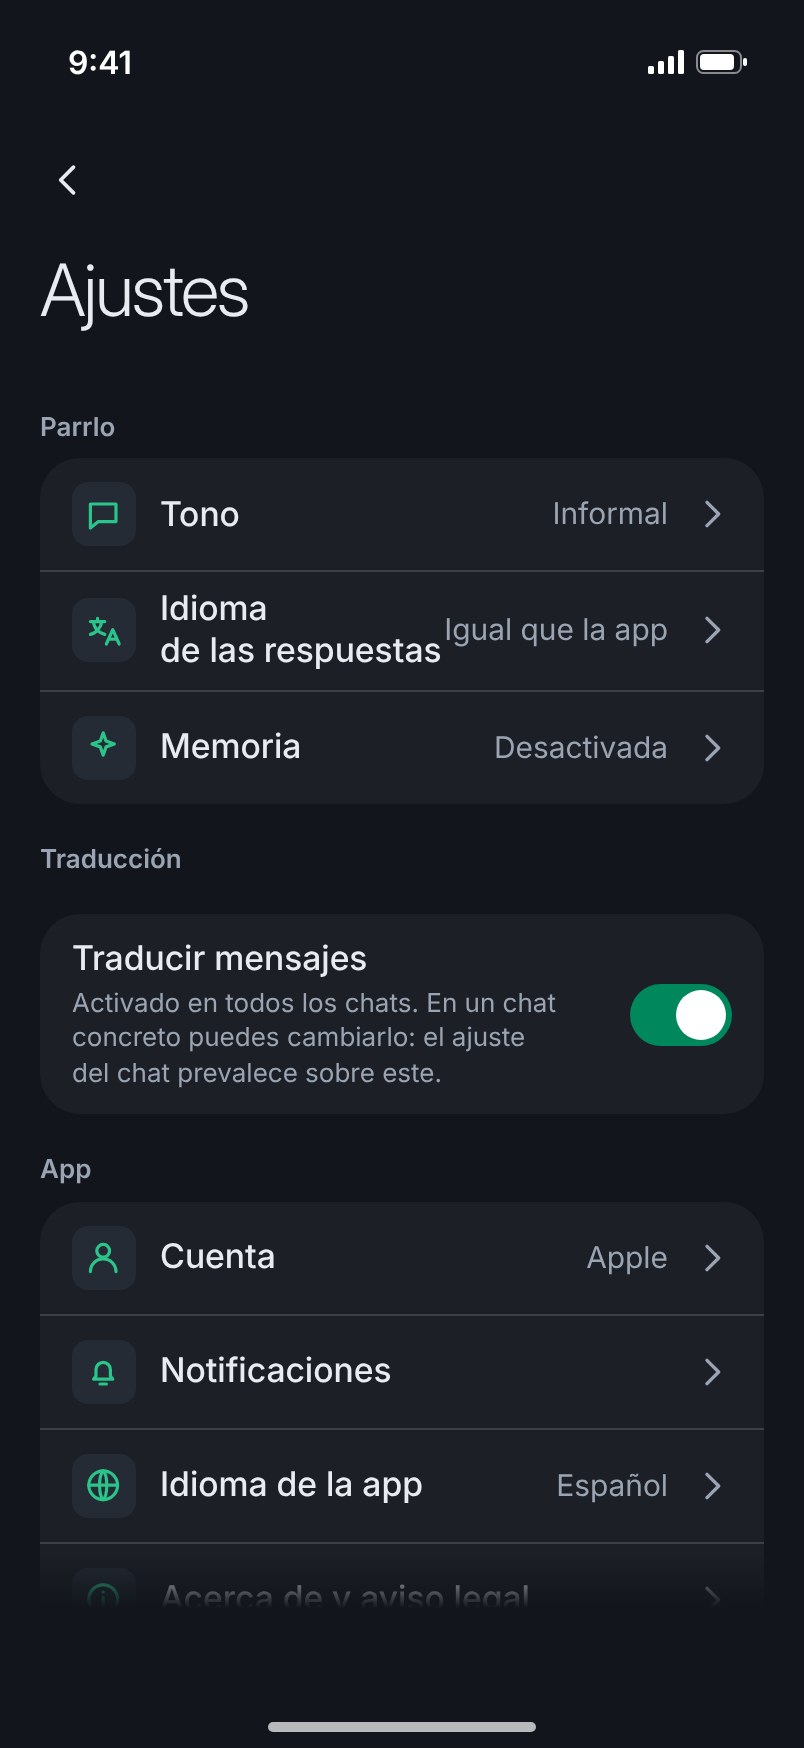 9:41
Ajustes
Parrlo
Tono
Informal
Idioma
de las respuestas
Igual que la app
Memoria
Desactivada
Traducción
Traducir mensajes
Activado en todos los chats. En un chat
concreto puedes cambiarlo: el ajuste
del chat prevalece sobre este.
App
Cuenta
Apple
Notificaciones
Idioma de la app
Español
Acerca de y aviso legal